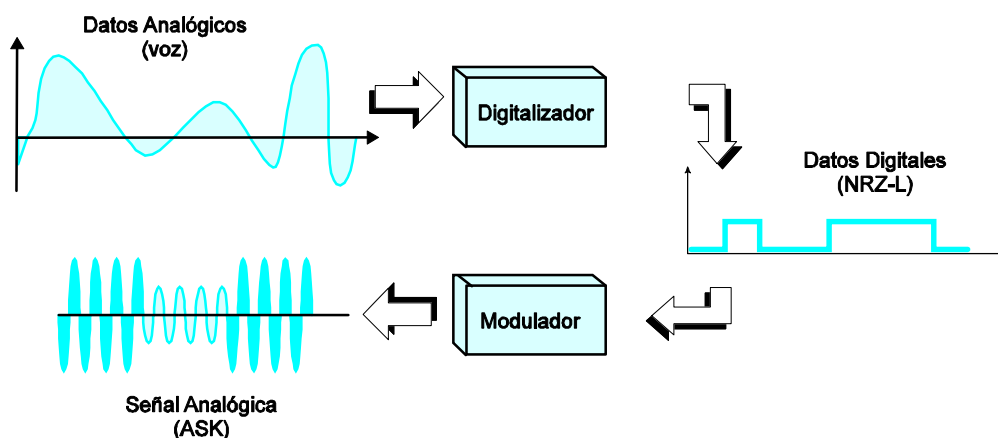 Datos Analógicos
(voz)
Digitalizador
Datos Digitales
(NRZ-L)
Modulador
Señal Analógica
(ASK)